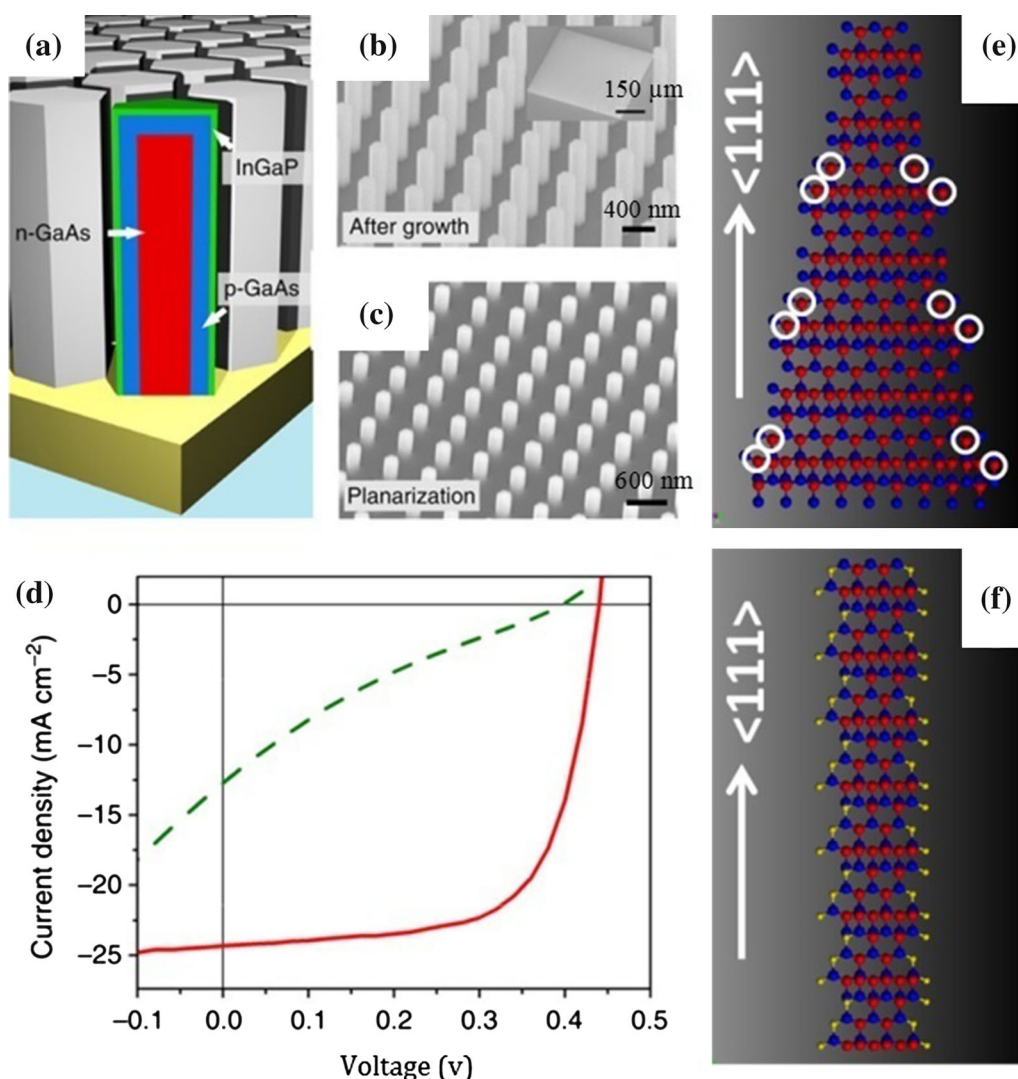 (a)
InGaP
n-GaAs
p-GaAs
(b)
150 µm
After growth
400 nm
(c)
Planarization
600 nm
(d)
0
−5
−10
−15
−20
−25
Current density (mA cm−2)
−0.1
0.0
0.1
0.2
0.3
0.4
0.5
Voltage (v)
(e)
<111>
(f)
<111>